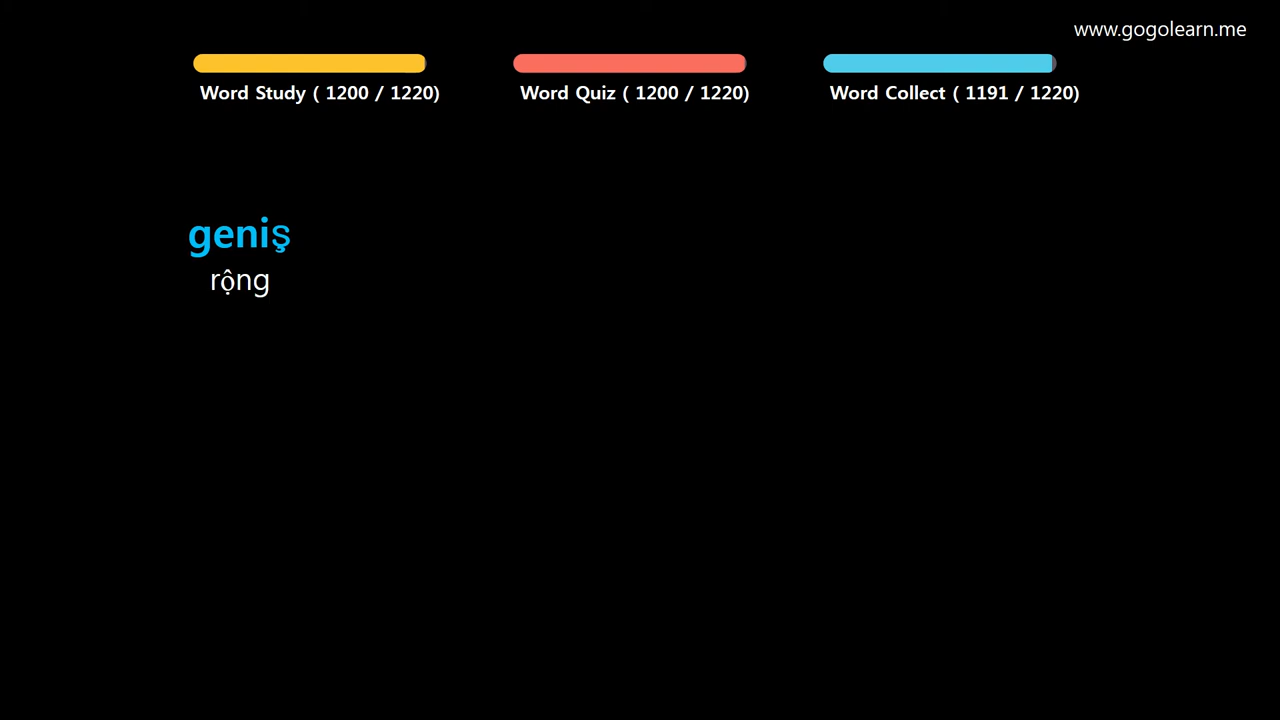 www.gogolearn.me
Word Study ( 1200 / 1220)
Word Quiz ( 1200 / 1220)
Word Collect ( 1191 / 1220)
geniş
rộng